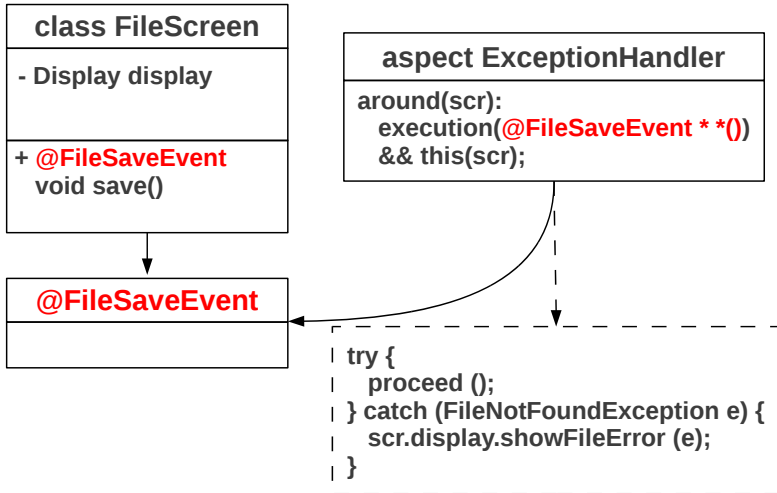 class FileScreen
- Display display
+ @FileSaveEvent
void save()
@FileSaveEvent
aspect ExceptionHandler
around(scr):
execution(@FileSaveEvent * *())
&& this(scr);
try {
proceed ();
} catch (FileNotFoundException e) {
scr.display.showFileError (e);
}